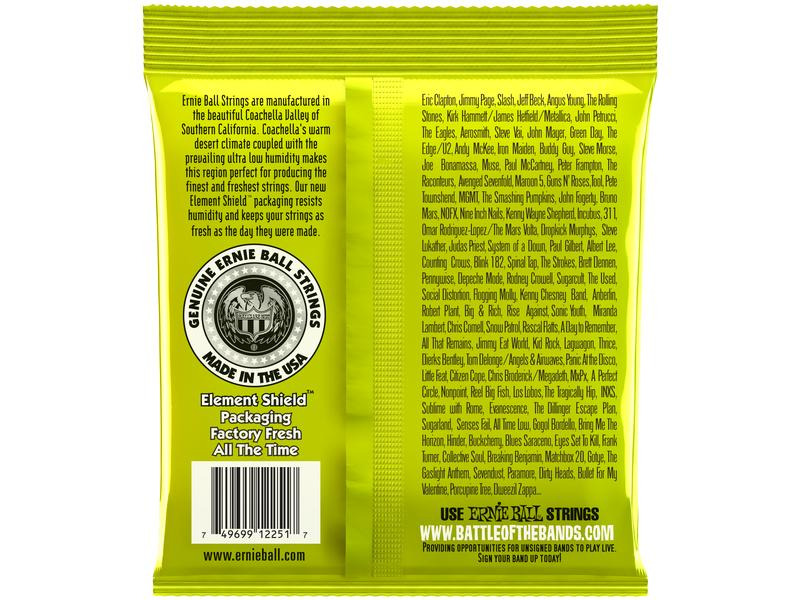 Ernie Ball Strings are manufactured in
the beautiful Coachella Valley of
Southern California. Coachella's warm
desert climate coupled with the
prevailing ultra low humidity makes
this region perfect for producing the
finest and freshest strings. Our new
Element Shield™ packaging resists
humidity and keeps your strings as
fresh as the day they were made.
GENUINE ERNIE BALL STRINGS
MADE IN THE USA
Element Shield™
Packaging
Factory Fresh
All The Time
7 49699 12251 7
www.ernieball.com
Eric Clapton, Jimmy Page, Slash, Jeff Beck, Angus Young, The Rolling
Stones, Kirk Hammett/James Hetfield/Metallica, John Petrucci,
The Eagles, Aerosmith, Steve Vai, John Mayer, Green Day, The
Edge/U2, Andy McKee, Iron Maiden, Buddy Guy, Steve Morse,
Joe Bonamassa, Muse, Paul McCartney, Peter Frampton, The
Raconteurs, Avenged Sevenfold, Maroon 5, Guns N' Roses, Tool, Pete
Townshend, MGMT, The Smashing Pumpkins, John Fogerty, Bruno
Mars, NOFX, Nine Inch Nails, Kenny Wayne Shepherd, Incubus, 311,
Omar Rodriguez-Lopez/The Mars Volta, Dropkick Murphys, Steve
Lukather, Judas Priest, System of a Down, Paul Gilbert, Albert Lee,
Counting Crows, Blink 182, Spinal Tap, The Strokes, Brett Dennen,
Pennywise, Depeche Mode, Rodney Crowell, Sugarcult, The Used,
Social Distortion, Flogging Molly, Kenny Chesney Band, Anberlin,
Robert Plant, Big & Rich, Rise Against, Sonic Youth, Miranda
Lambert, Chris Cornell, Snow Patrol, Rascal Flatts, A Day to Remember,
All That Remains, Jimmy Eat World, Kid Rock, Lagwagon, Thrice,
Dierks Bentley, Tom Delonge/Angels & Airwaves, Panic At the Disco,
Little Feat, Citizen Cope, Chris Broderick/Megadeth, MxPx, A Perfect
Circle, Nonpoint, Reel Big Fish, Los Lobos, The Tragically Hip, INXS,
Sublime with Rome, Evanescence, The Dillinger Escape Plan,
Sugarland, Senses Fail, All Time Low, Gogol Bordello, Bring Me The
Horizon, Hinder, Buckcherry, Blues Saraceno, Eyes Set To Kill, Frank
Turner, Collective Soul, Breaking Benjamin, Matchbox 20, Gotye, The
Gaslight Anthem, Sevendust, Paramore, Dirty Heads, Bullet For My
Valentine, Porcupine Tree, Dweezil Zappa...
USE ERNIE BALL STRINGS
WWW.BATTLEOFTHEBANDS.COM
PROVIDING OPPORTUNITIES FOR UNSIGNED BANDS TO PLAY LIVE.
SIGN YOUR BAND UP TODAY!